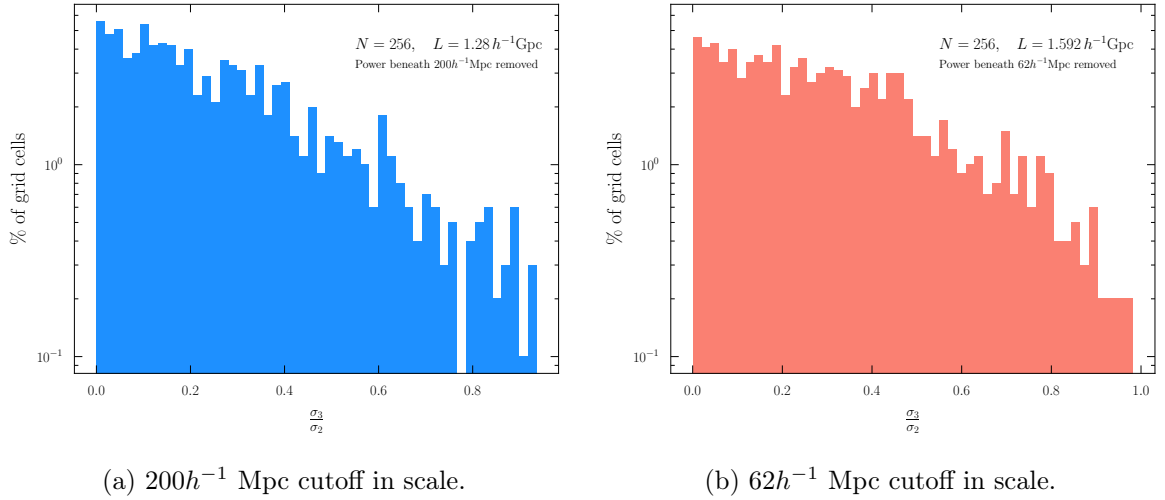 N = 256, L = 1.28 h⁻¹Gpc
Power beneath 200h⁻¹Mpc removed
% of grid cells
10⁰
10⁻¹
0.0 0.2 0.4 0.6 0.8
σ₃/σ₂
(a) 200h⁻¹ Mpc cutoff in scale.
N = 256, L = 1.592 h⁻¹Gpc
Power beneath 62h⁻¹Mpc removed
% of grid cells
10⁰
10⁻¹
0.0 0.2 0.4 0.6 0.8 1.0
σ₃/σ₂
(b) 62h⁻¹ Mpc cutoff in scale.